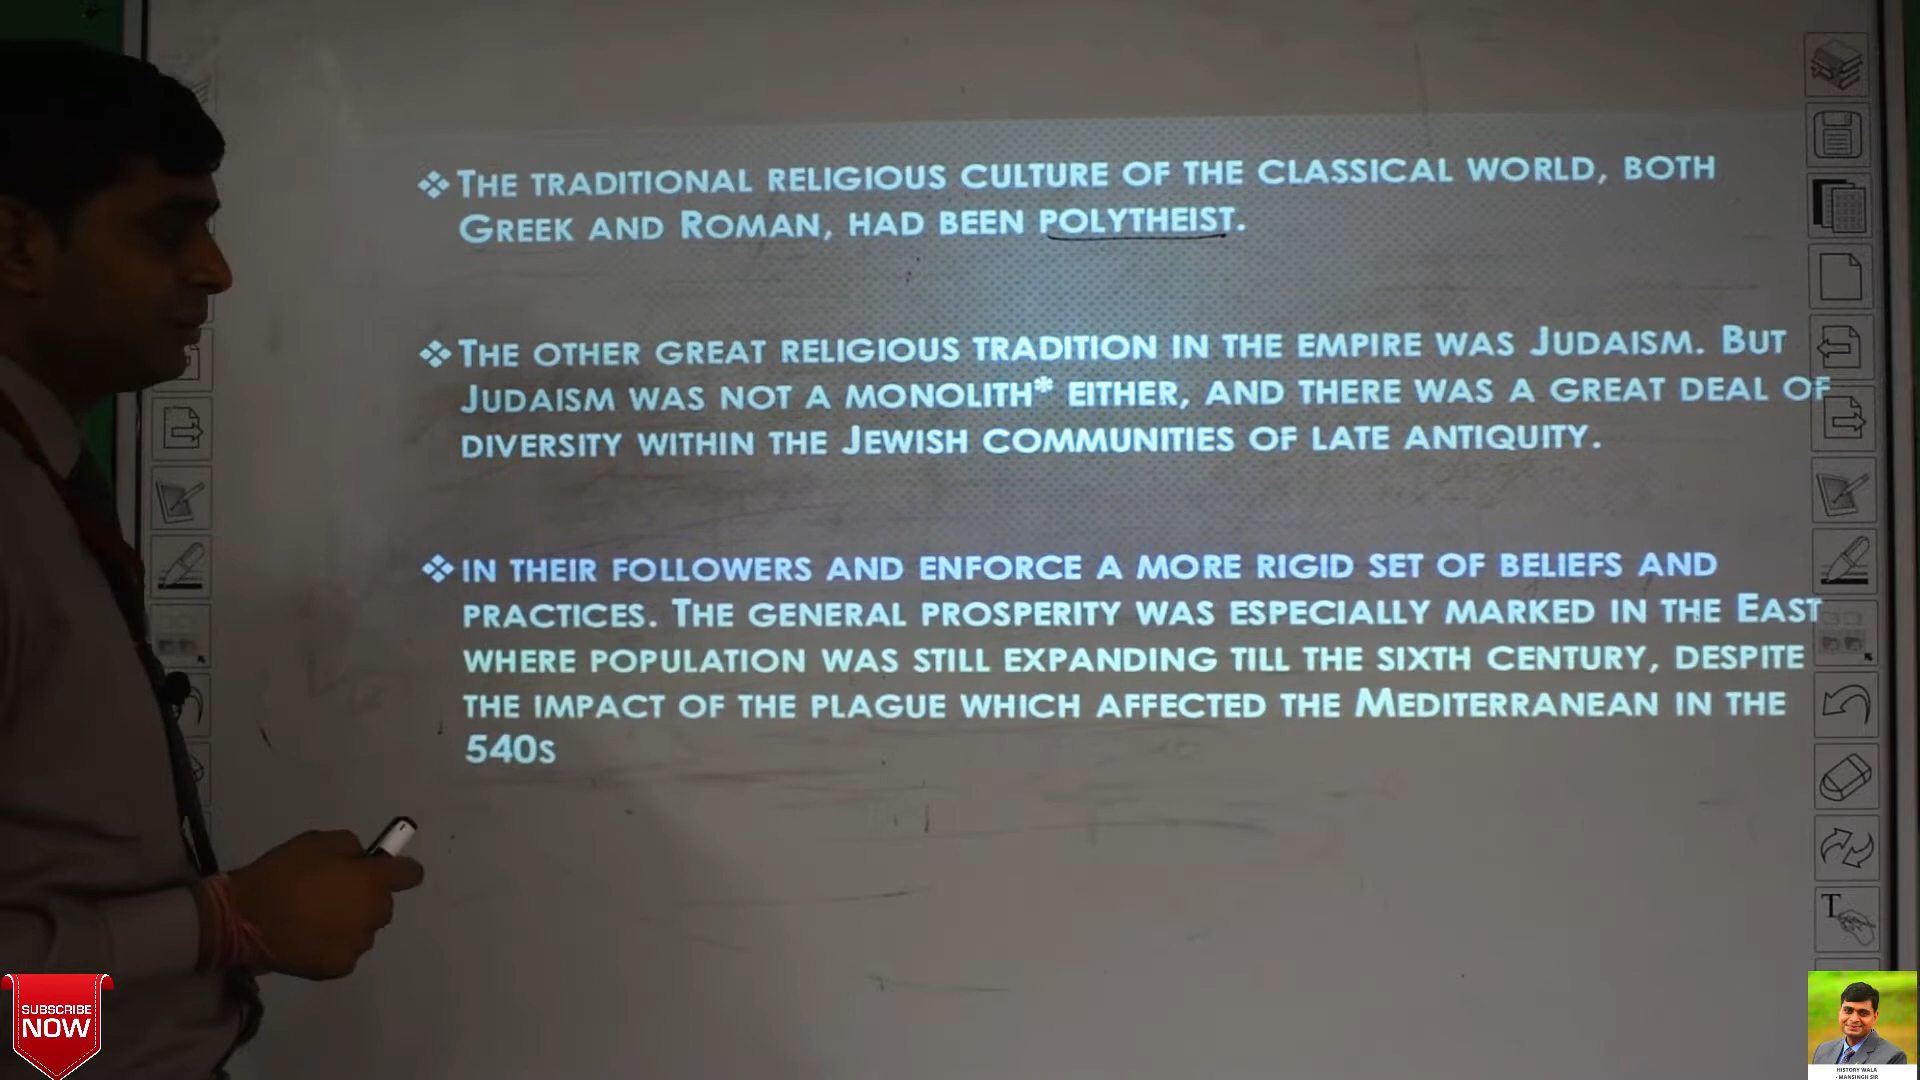 ❖ THE TRADITIONAL RELIGIOUS CULTURE OF THE CLASSICAL WORLD, BOTH
GREEK AND ROMAN, HAD BEEN POLYTHEIST.
❖ THE OTHER GREAT RELIGIOUS TRADITION IN THE EMPIRE WAS JUDAISM. BUT
JUDAISM WAS NOT A MONOLITH* EITHER, AND THERE WAS A GREAT DEAL OF
DIVERSITY WITHIN THE JEWISH COMMUNITIES OF LATE ANTIQUITY.
❖ IN THEIR FOLLOWERS AND ENFORCE A MORE RIGID SET OF BELIEFS AND
PRACTICES. THE GENERAL PROSPERITY WAS ESPECIALLY MARKED IN THE EAST
WHERE POPULATION WAS STILL EXPANDING TILL THE SIXTH CENTURY, DESPITE
THE IMPACT OF THE PLAGUE WHICH AFFECTED THE MEDITERRANEAN IN THE
540S
T
SUBSCRIBE
NOW
HISTORY WALA
- MANSINGH SIR